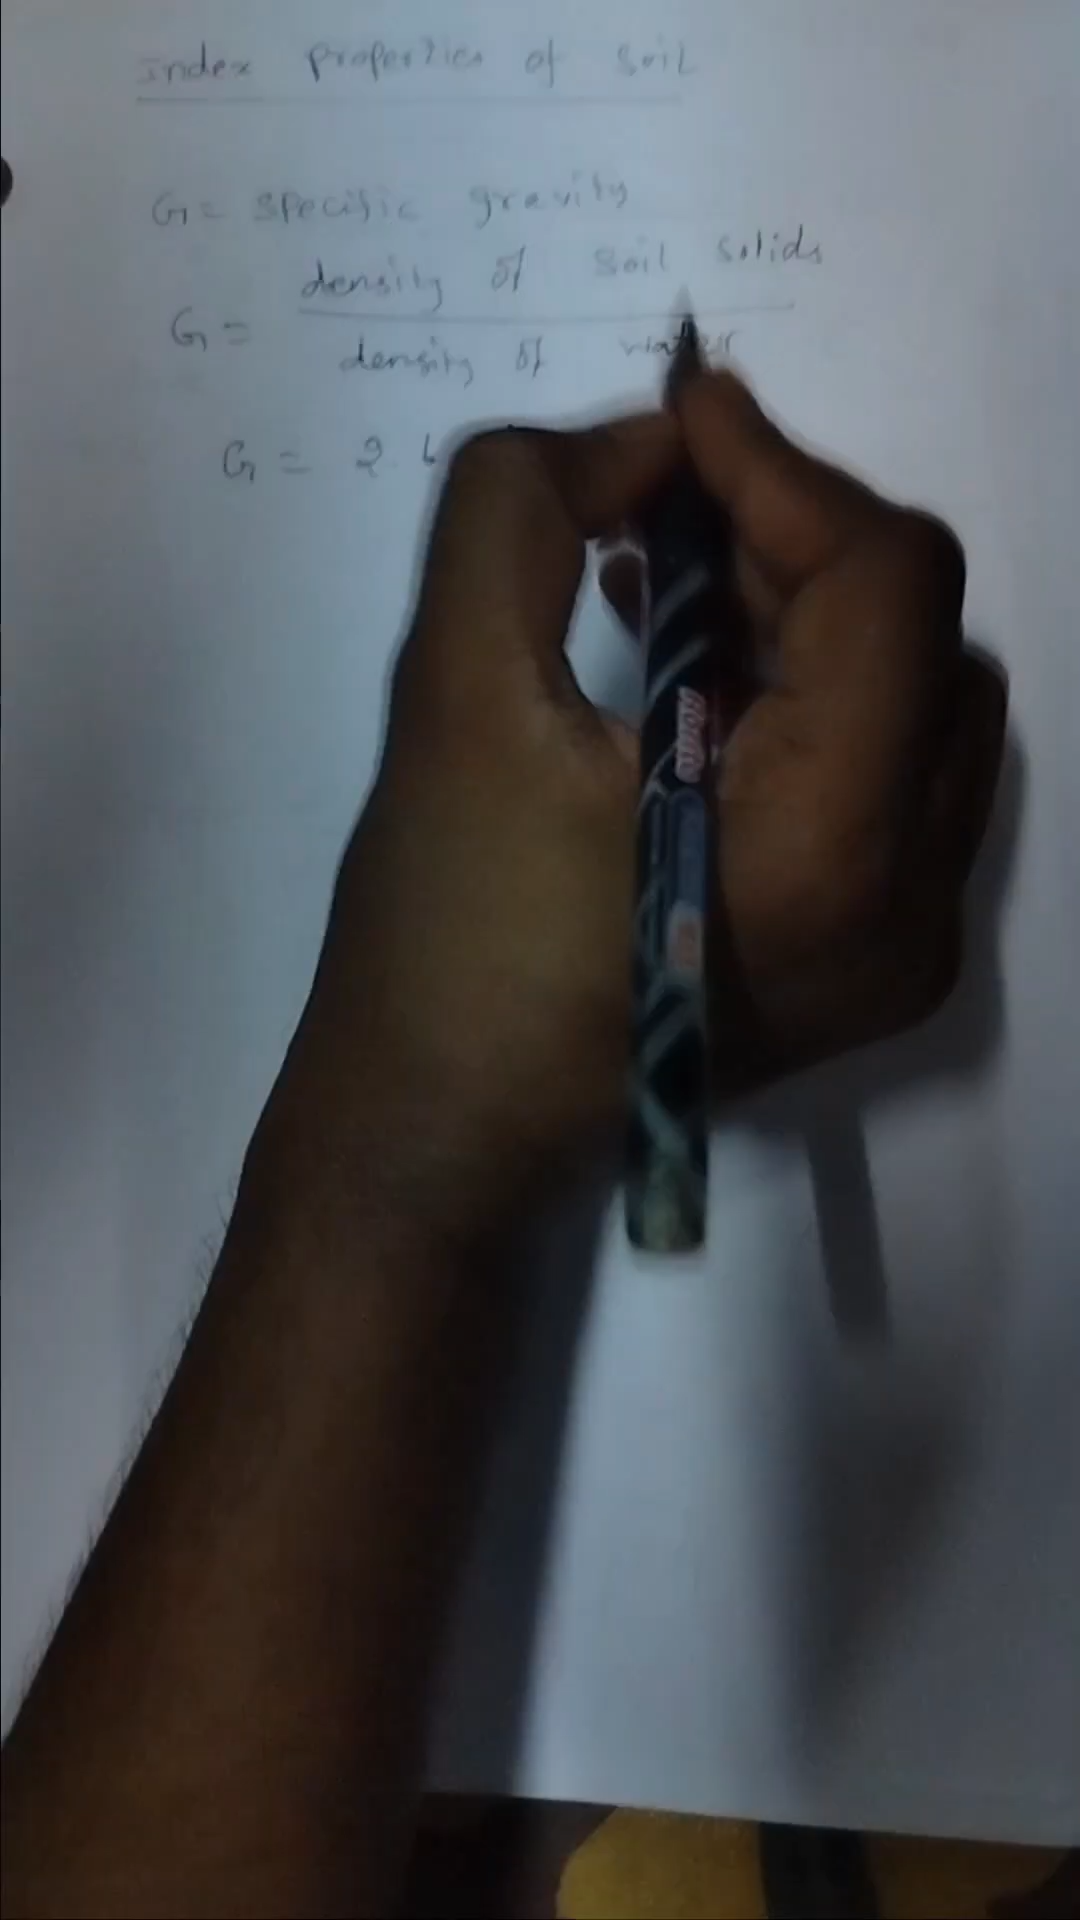 Index properties of soil
G = specific gravity
density of soil solids
G =
density of water
G = 2.6